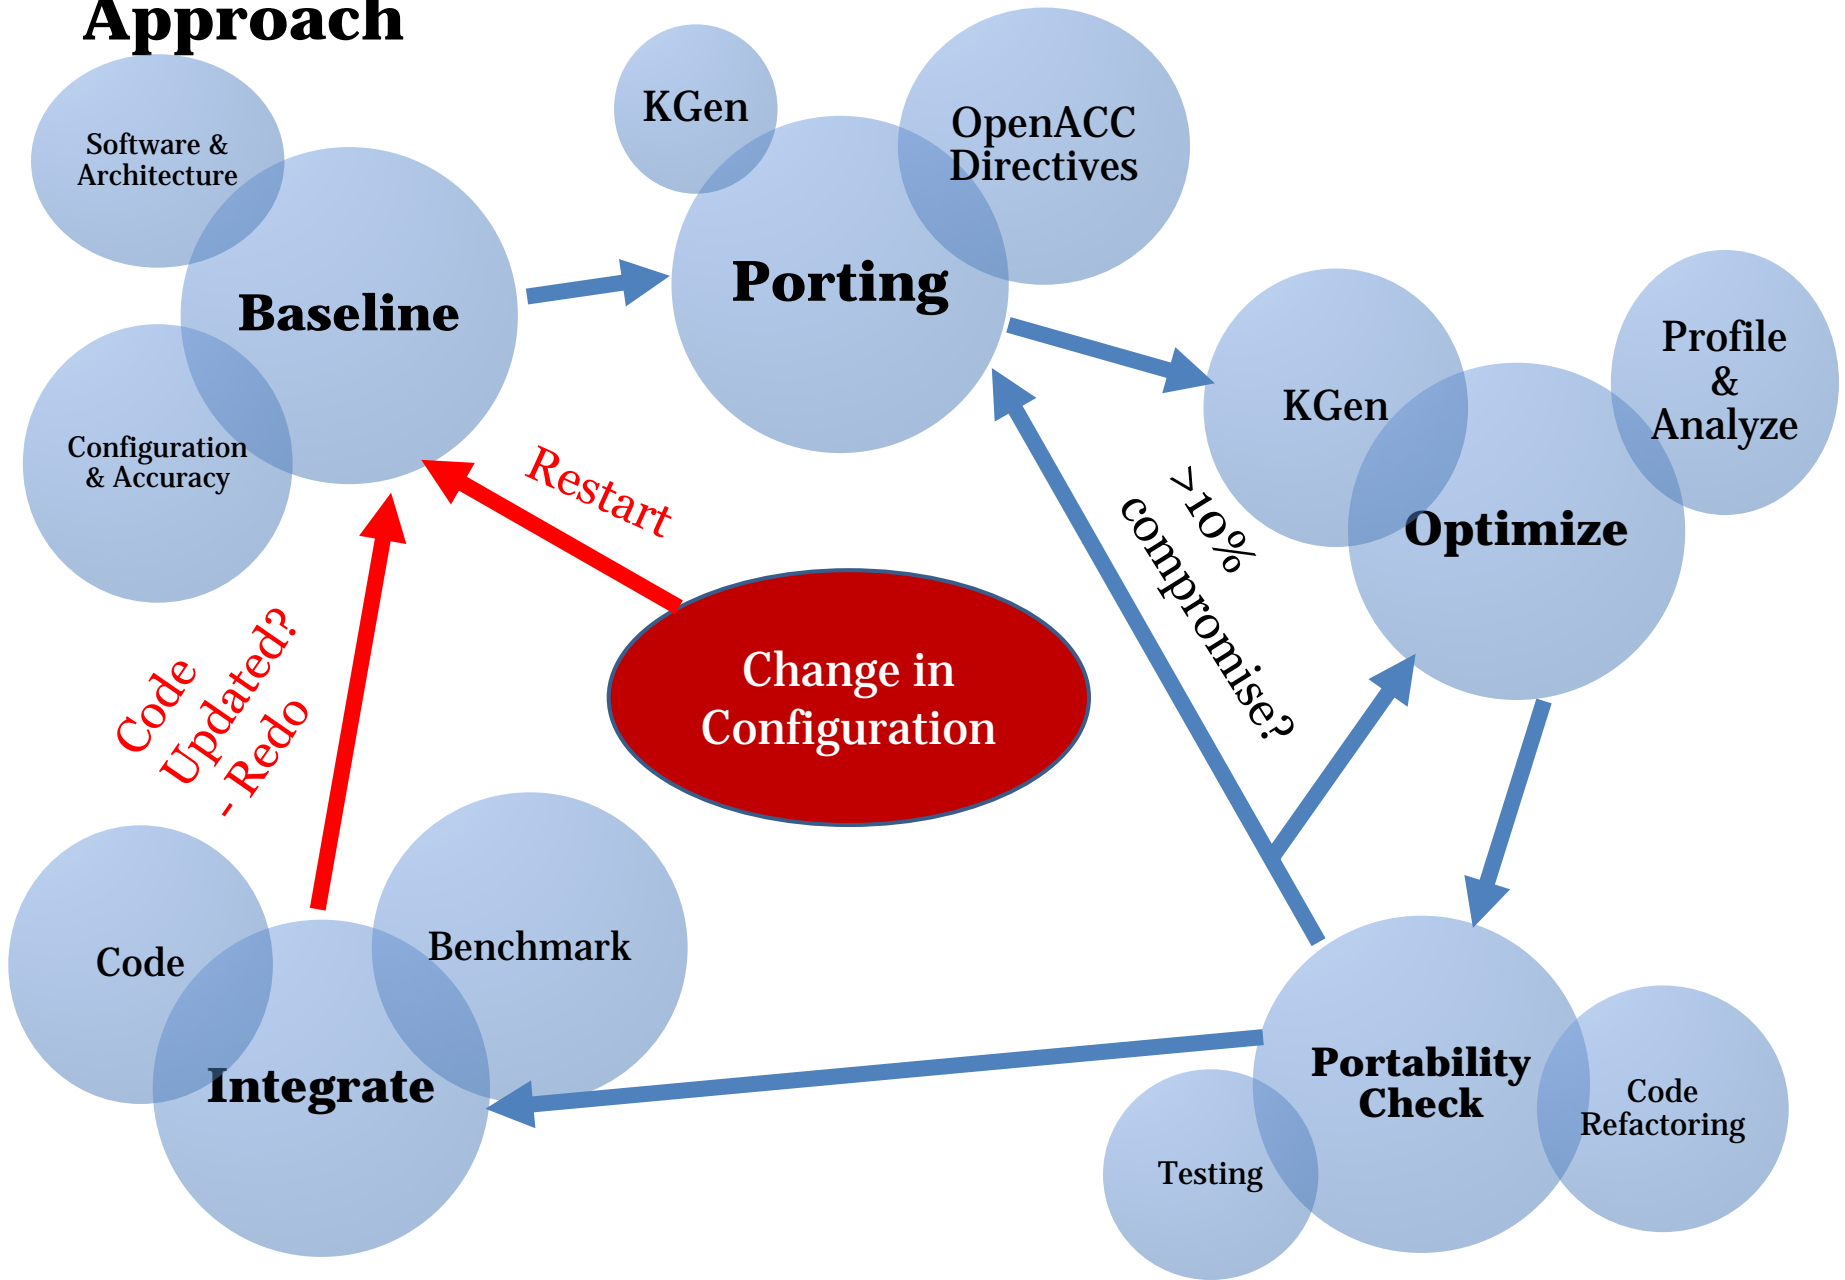 Approach
Software &
Architecture
Baseline
Configuration
& Accuracy
KGen
OpenACC
Directives
Porting
KGen
Profile
&
Analyze
Optimize
Restart
>10%
compromise?
Change in
Configuration
Code
Updated?
- Redo
Code
Benchmark
Integrate
Portability
Check
Code
Refactoring
Testing